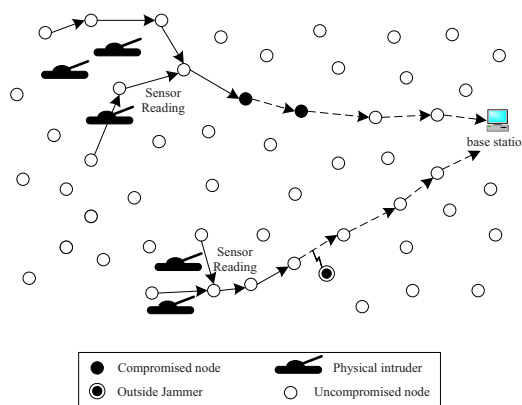 Sensor
Reading
base statio
Sensor
Reading
Compromised node
Physical intruder
Outside Jammer
Uncompromised node